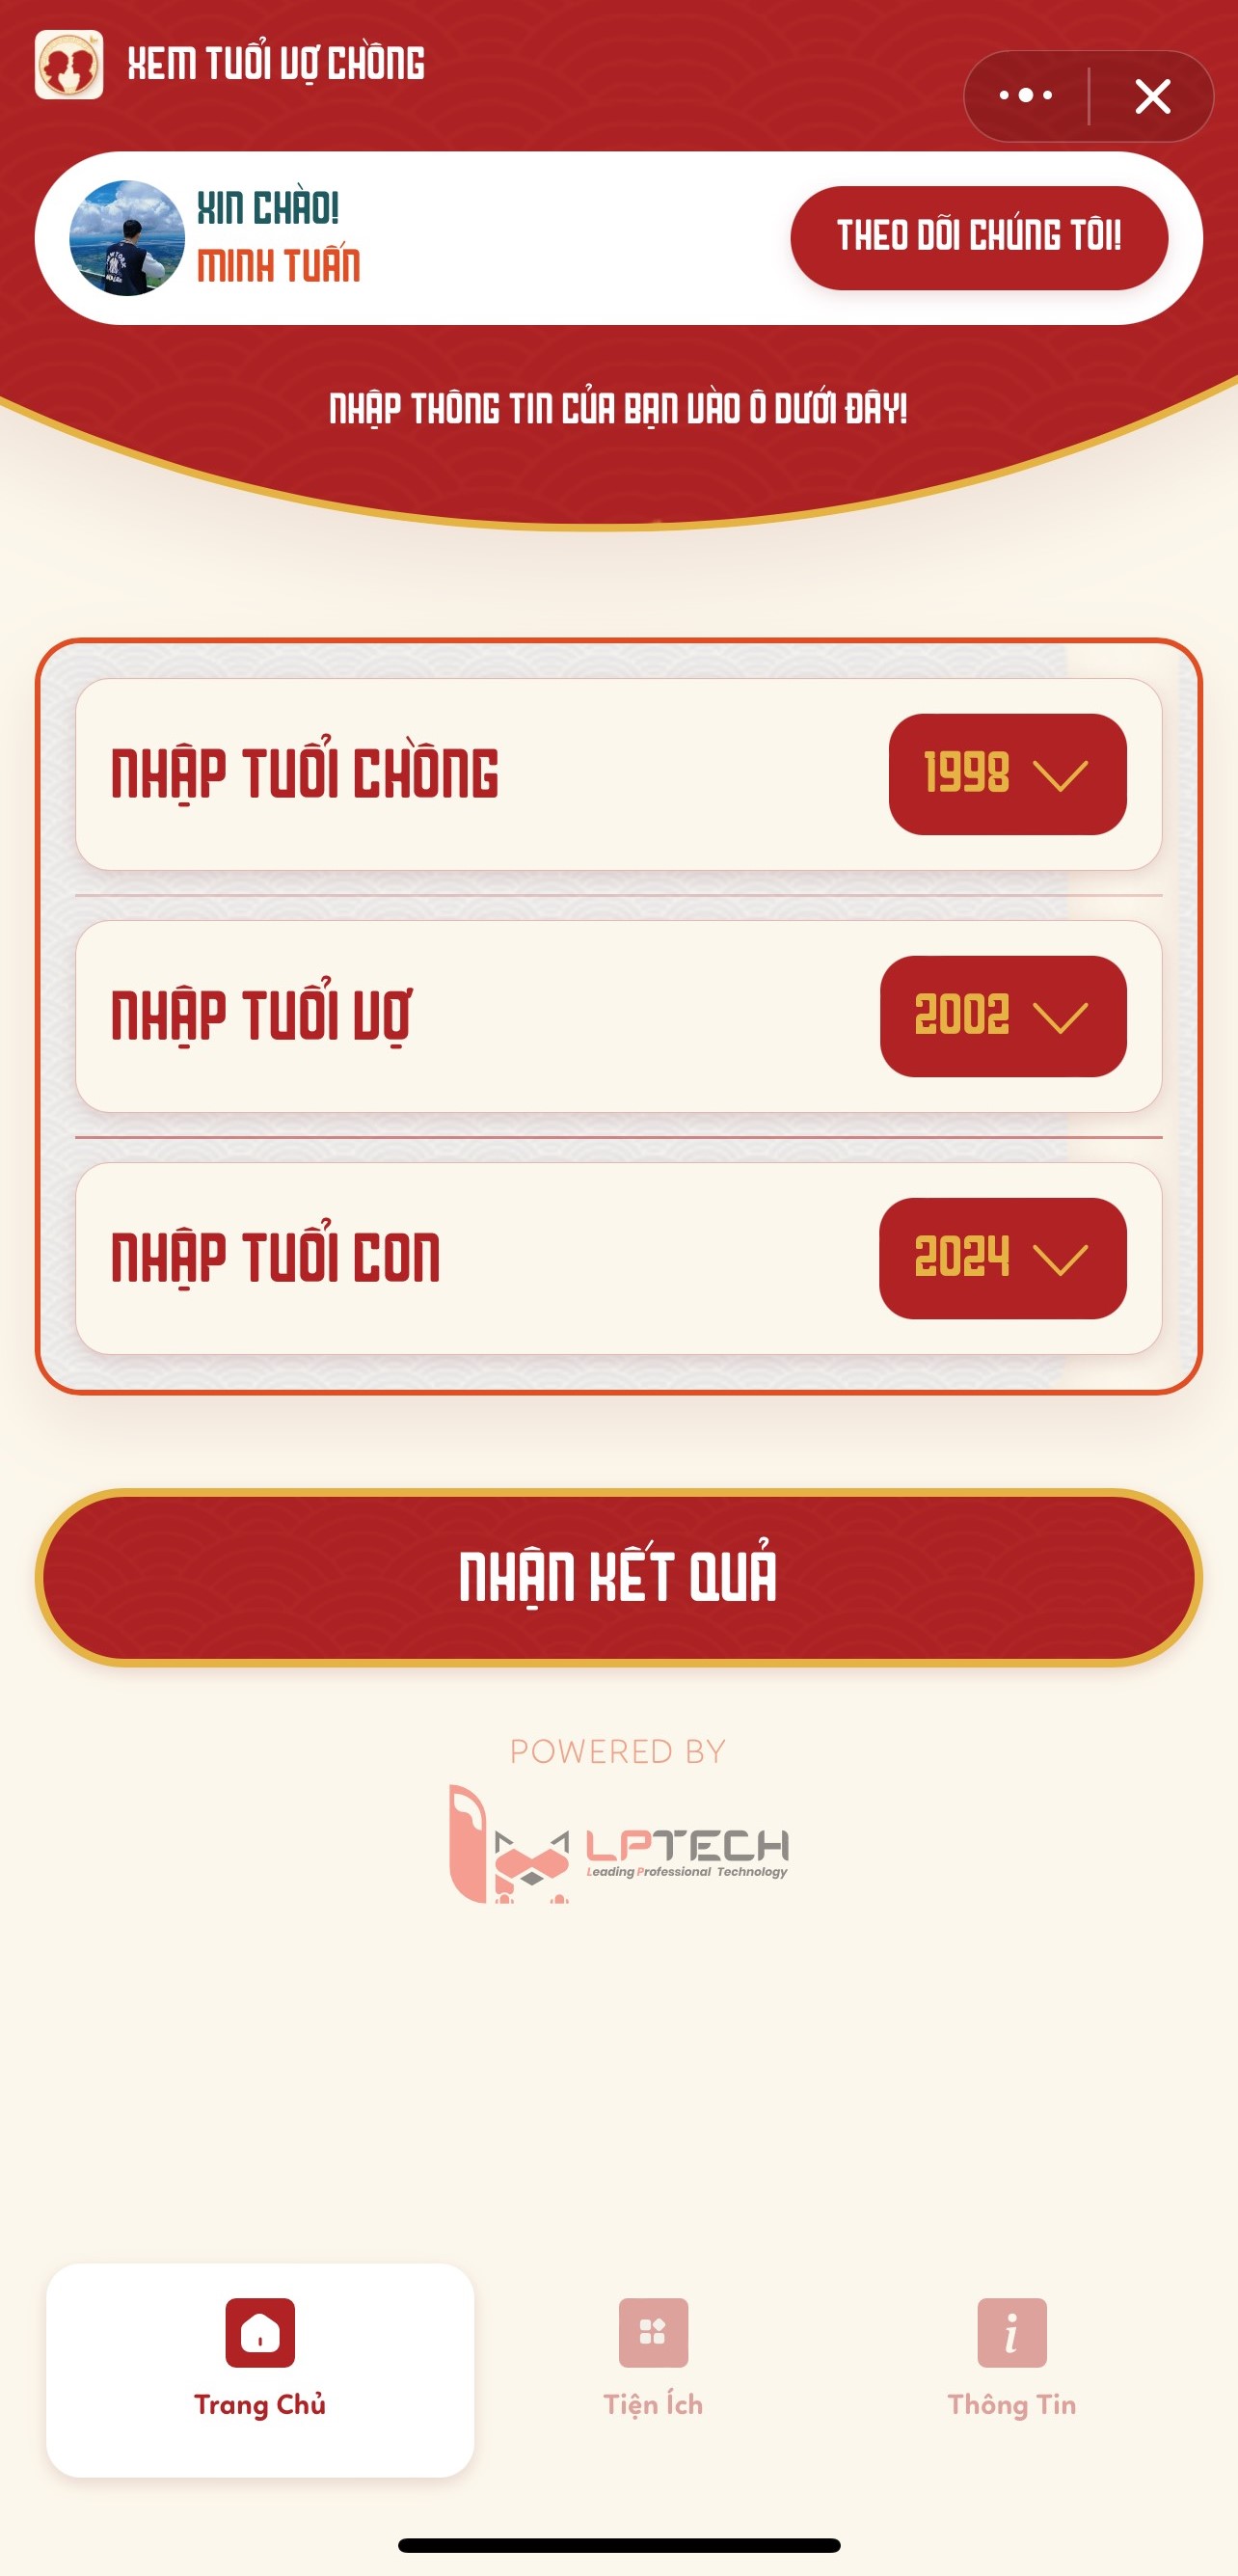 XEM TUỔI VỢ CHỒNG
XIN CHÀO!
MINH TUẤN
THEO DÕI CHÚNG TÔI!
NHẬP THÔNG TIN CỦA BẠN VÀO Ô DƯỚI ĐÂY!
NHẬP TUỔI CHỒNG
1998
NHẬP TUỔI VỢ
2002
NHẬP TUỔI CON
2024
NHẬN KẾT QUẢ
POWERED BY
LPTECH
Leading Professional Technology
Trang Chủ
Tiện Ích
Thông Tin